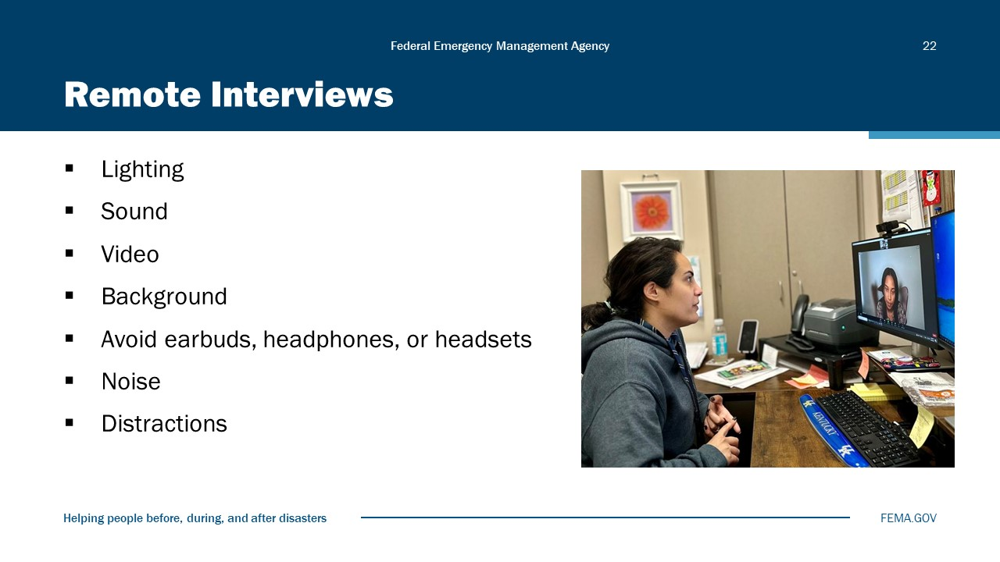 Federal Emergency Management Agency
22
Remote Interviews
▪ Lighting
▪ Sound
▪ Video
▪ Background
▪ Avoid earbuds, headphones, or headsets
▪ Noise
▪ Distractions
KENTUCKY
Helping people before, during, and after disasters
FEMA.GOV